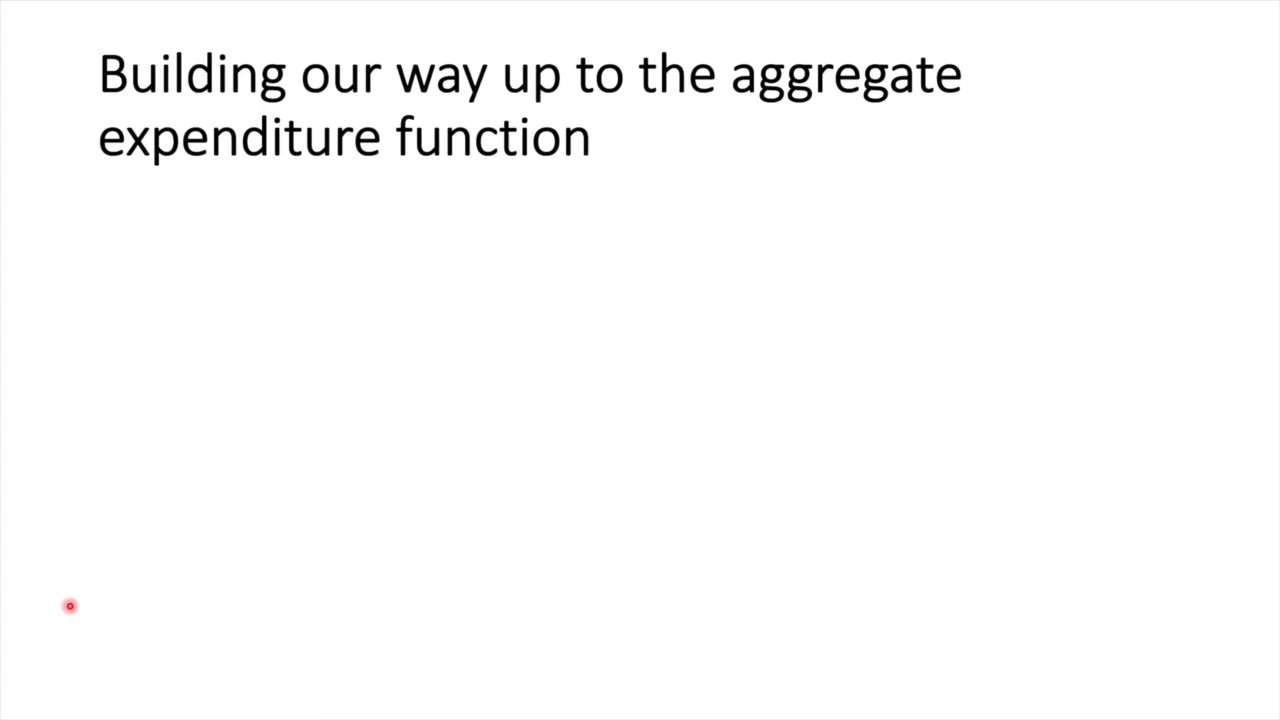 Building our way up to the aggregate
expenditure function